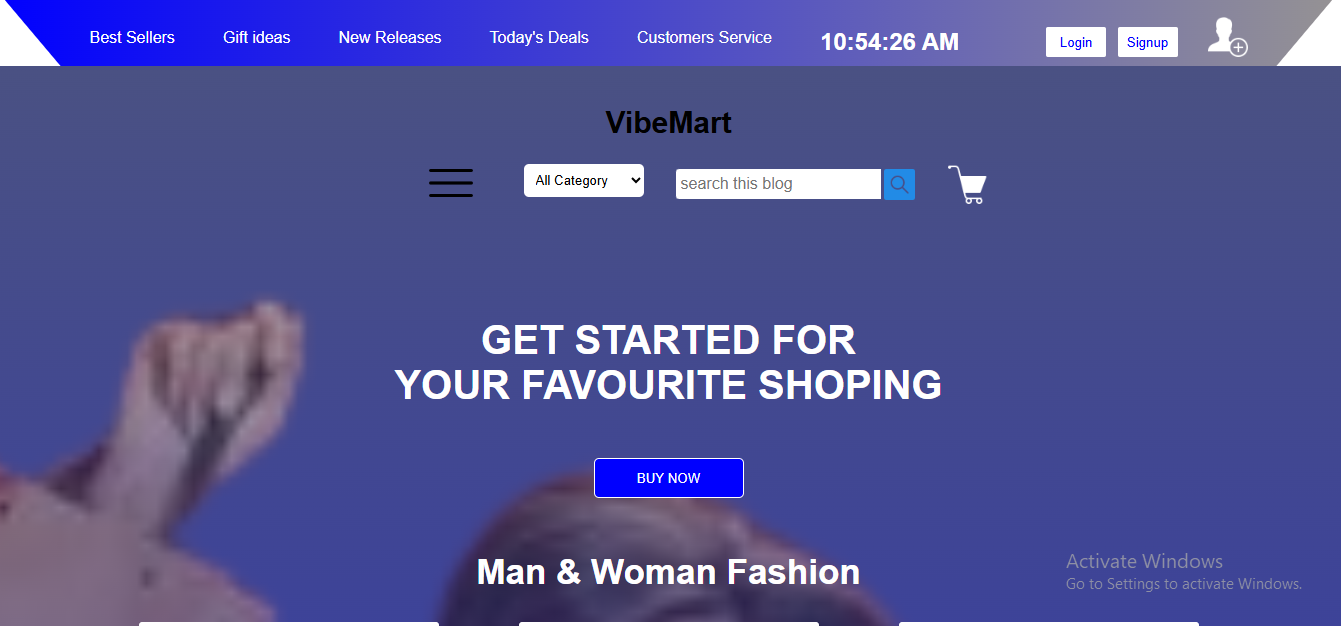 Best Sellers Gift ideas New Releases Today's Deals Customers Service 10:54:26 AM Login Signup
VibeMart
All Category search this blog
GET STARTED FOR
YOUR FAVOURITE SHOPING
BUY NOW
Man & Woman Fashion
Activate Windows
Go to Settings to activate Windows.